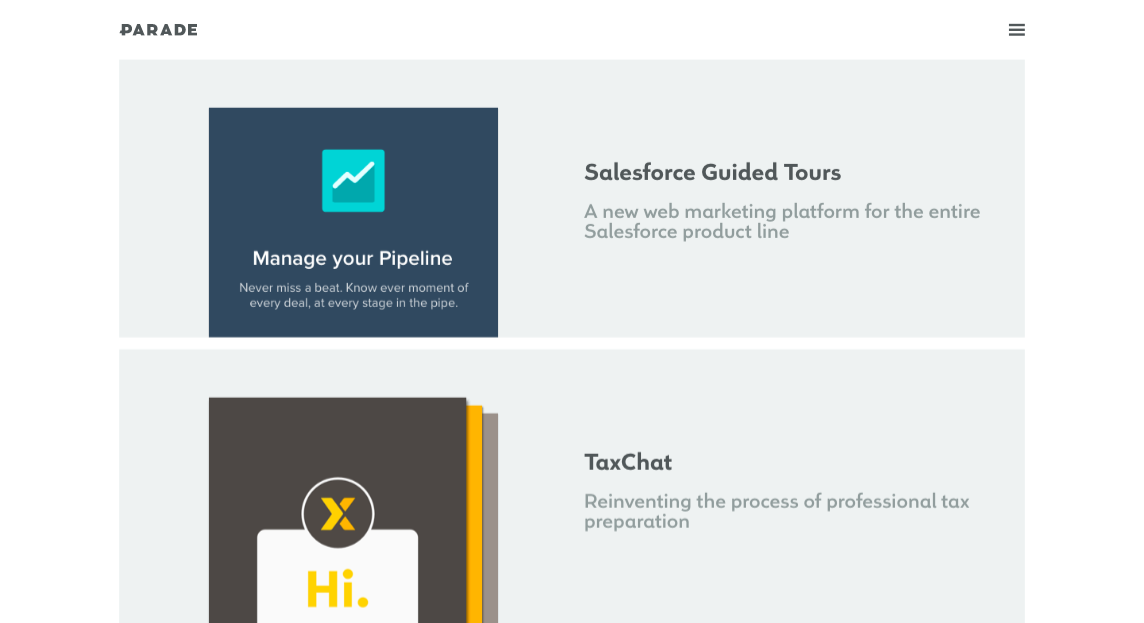 PARADE
Manage your Pipeline
Never miss a beat. Know ever moment of
every deal, at every stage in the pipe.
Salesforce Guided Tours
A new web marketing platform for the entire
Salesforce product line
X
Hi.
TaxChat
Reinventing the process of professional tax
preparation